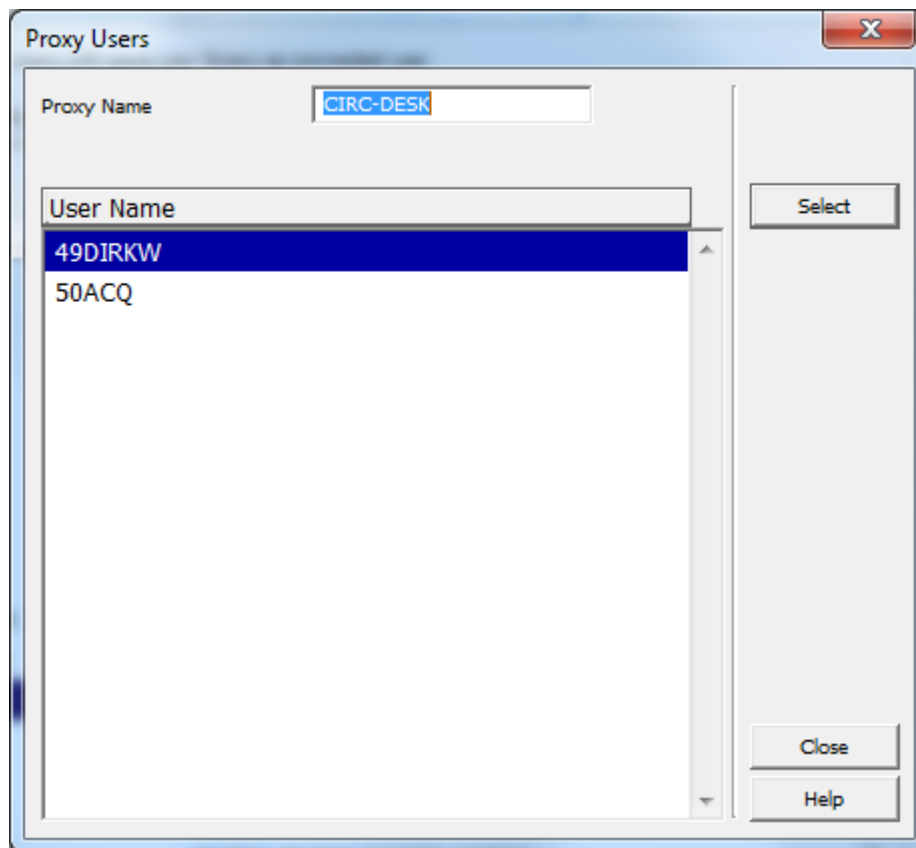 Proxy Users
Proxy Name
CIRC-DESK
User Name
Select
49DIRKW
50ACQ
Close
Help